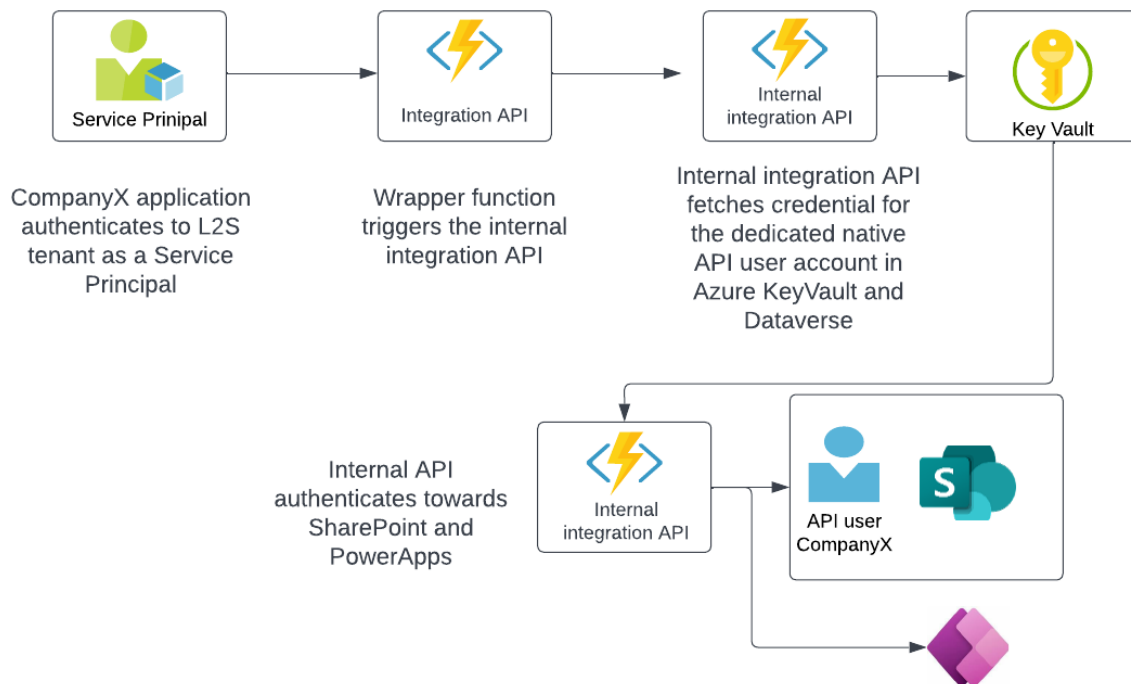 Service Prinipal
Integration API
Internal
integration API
Key Vault
CompanyX application
authenticates to L2S
tenant as a Service
Principal
Wrapper function
triggers the internal
integration API
Internal integration API
fetches credential for
the dedicated native
API user account in
Azure KeyVault and
Dataverse
Internal API
authenticates towards
SharePoint and
PowerApps
Internal
integration API
API user
CompanyX
S